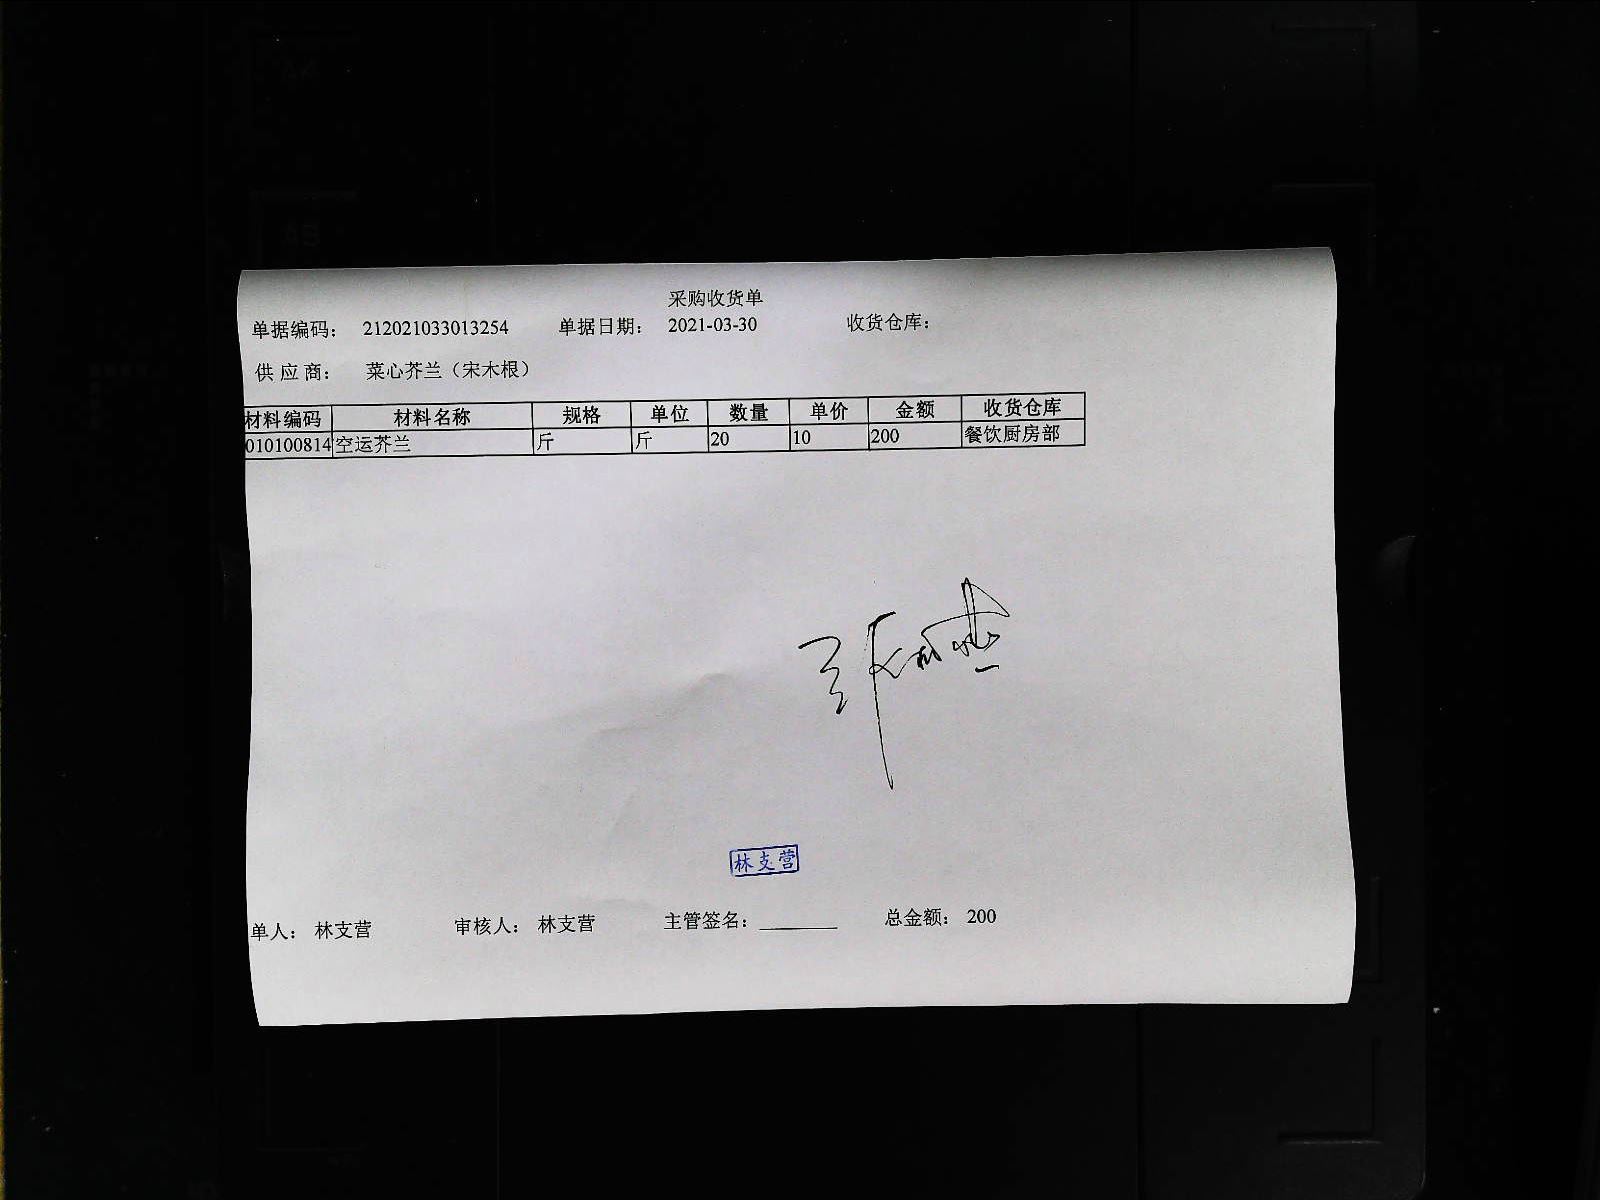 采购收货单
单据编码： 212021033013254 单据日期： 2021-03-30 收货仓库：
供 应 商： 菜心芥兰（宋木根）
材料编码 材料名称 规格 单位 数量 单价 金额 收货仓库
010100814 空运芥兰 斤 斤 20 10 200 餐饮厨房部
林支营
单人： 林支营 审核人： 林支营 主管签名： 总金额： 200